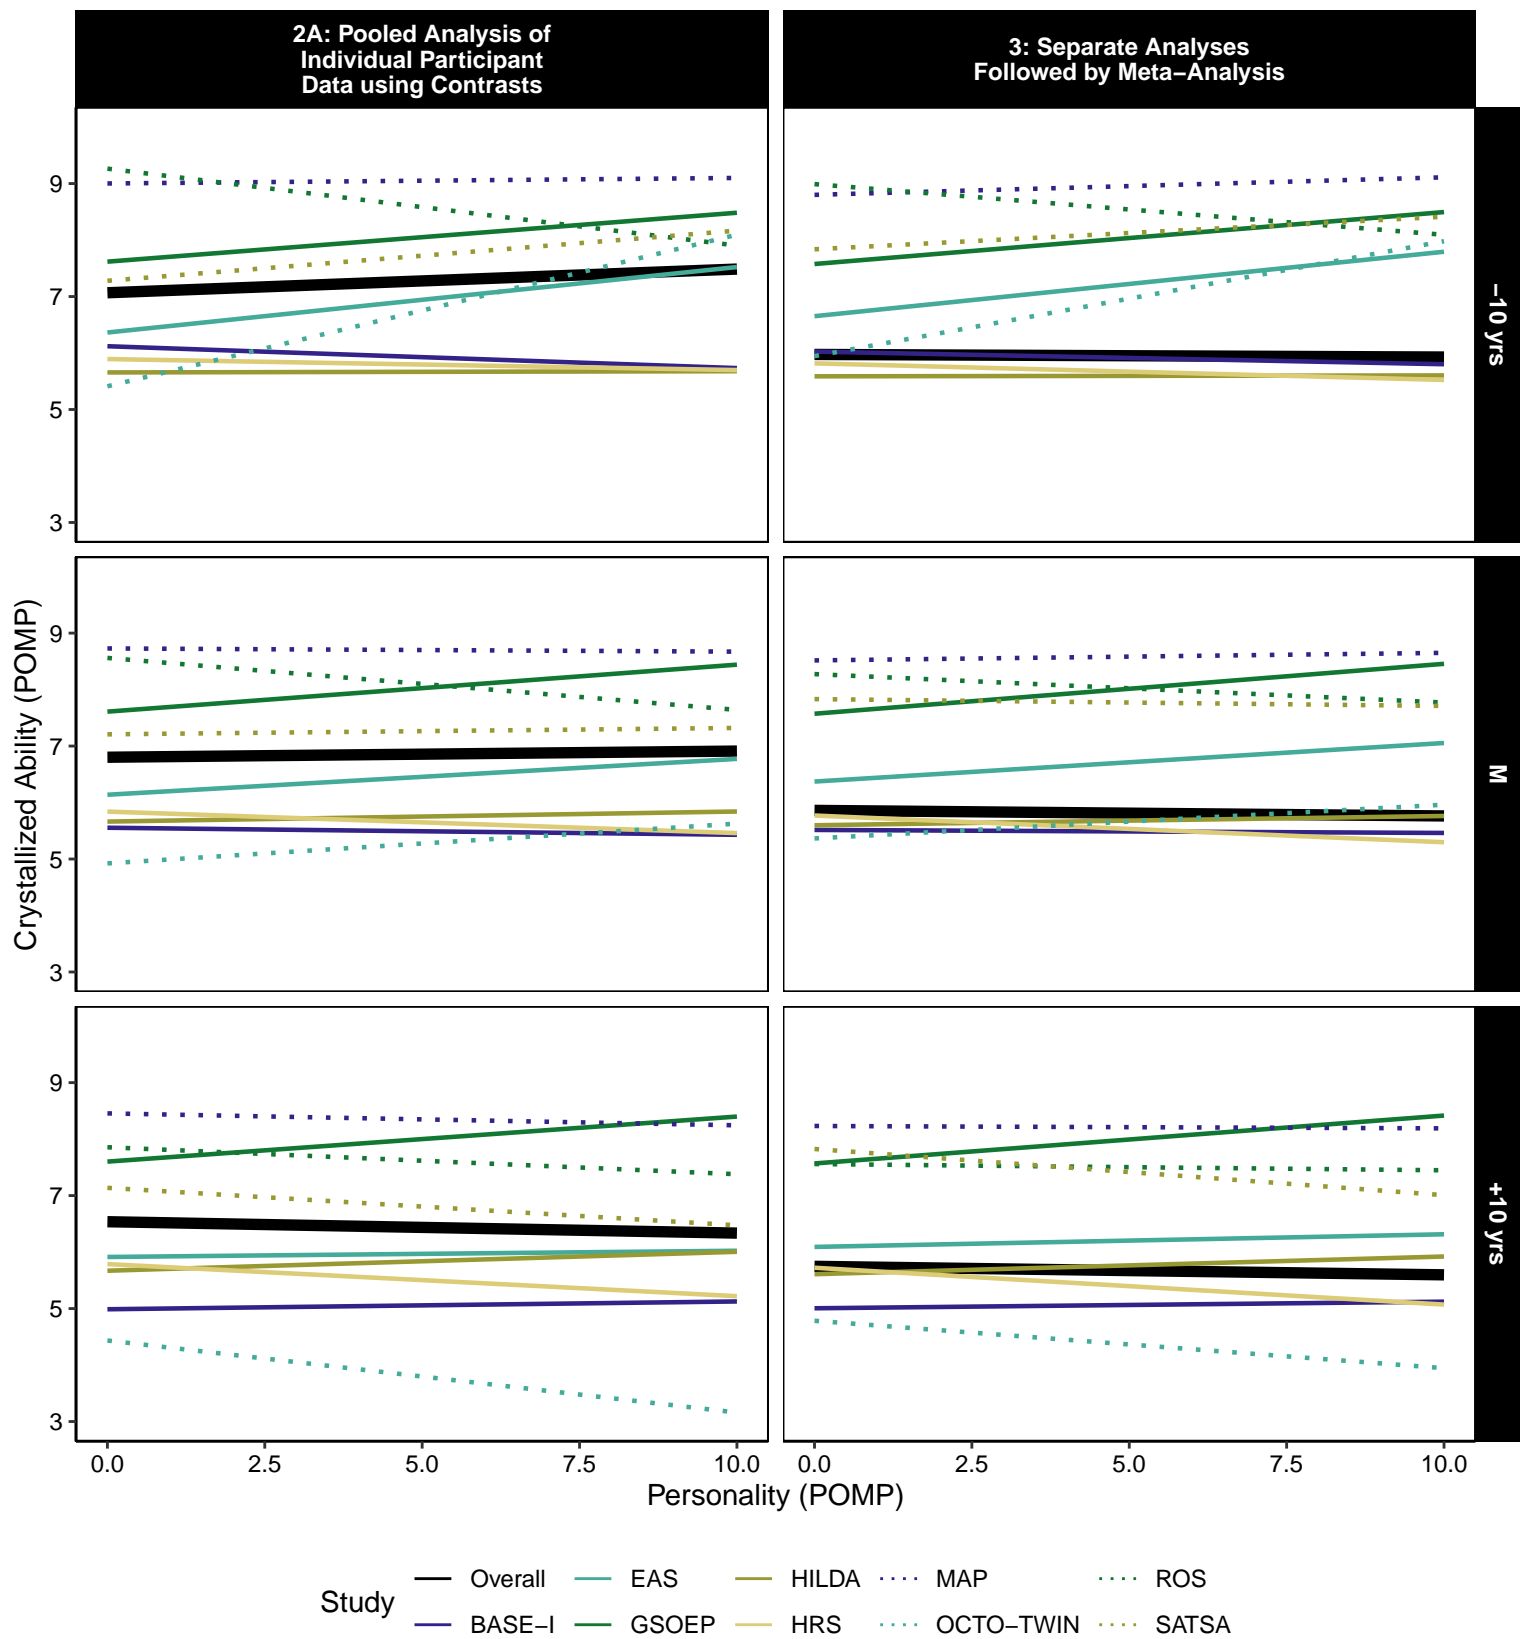 2A: Pooled Analysis of
Individual Participant
Data using Contrasts
3: Separate Analyses
Followed by Meta−Analysis
9
7
5
3
−10 yrs
Crystallized Ability (POMP)
9
7
5
3
M
9
7
5
3
+10 yrs
0.0 2.5 5.0 7.5 10.0 0.0 2.5 5.0 7.5 10.0
Personality (POMP)
Study
Overall EAS HILDA MAP ROS
BASE−I GSOEP HRS OCTO−TWIN SATSA